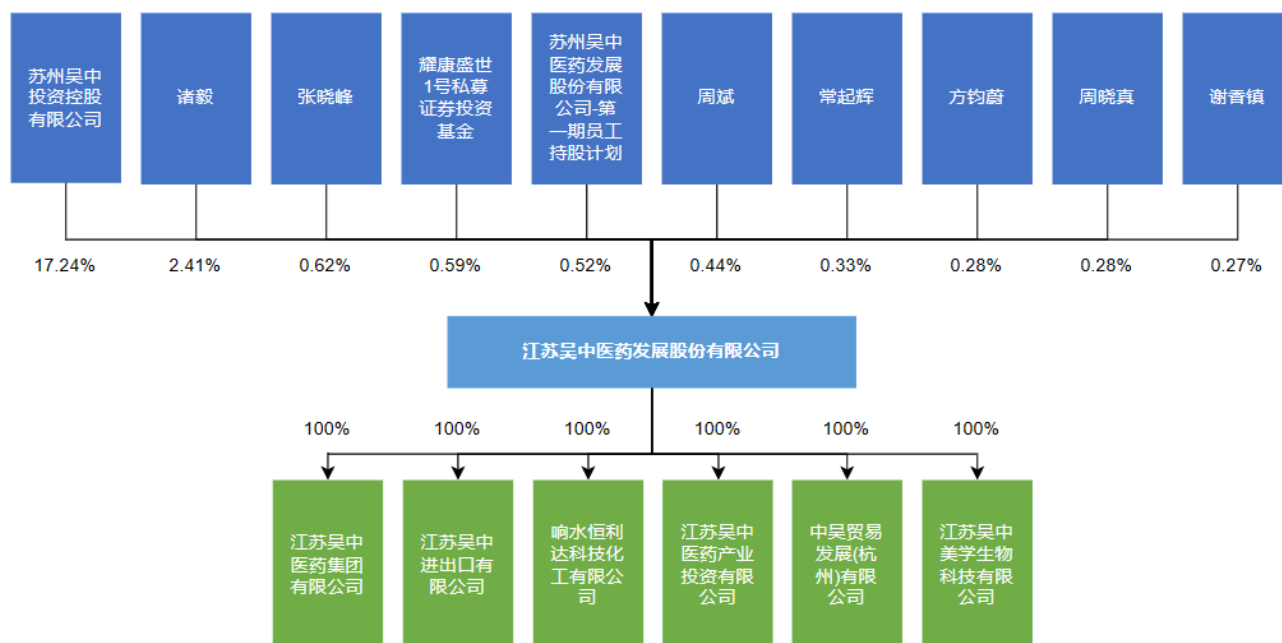 苏州吴中
投资控股
有限公司
诸毅
张晓峰
耀康盛世
1号私募
证券投资
基金
苏州吴中
医药发展
股份有限
公司-第
一期员工
持股计划
周斌
常起辉
方钧蔚
周晓真
谢香镇
17.24%
2.41%
0.62%
0.59%
0.52%
0.44%
0.33%
0.28%
0.28%
0.27%
江苏吴中医药发展股份有限公司
100%
100%
100%
100%
100%
100%
江苏吴中
医药集团
有限公司
江苏吴中
进出口有
限公司
响水恒利
达科技化
工有限公
司
江苏吴中
医药产业
投资有限
公司
中吴贸易
发展(杭
州)有限
公司
江苏吴中
美学生物
科技有限
公司